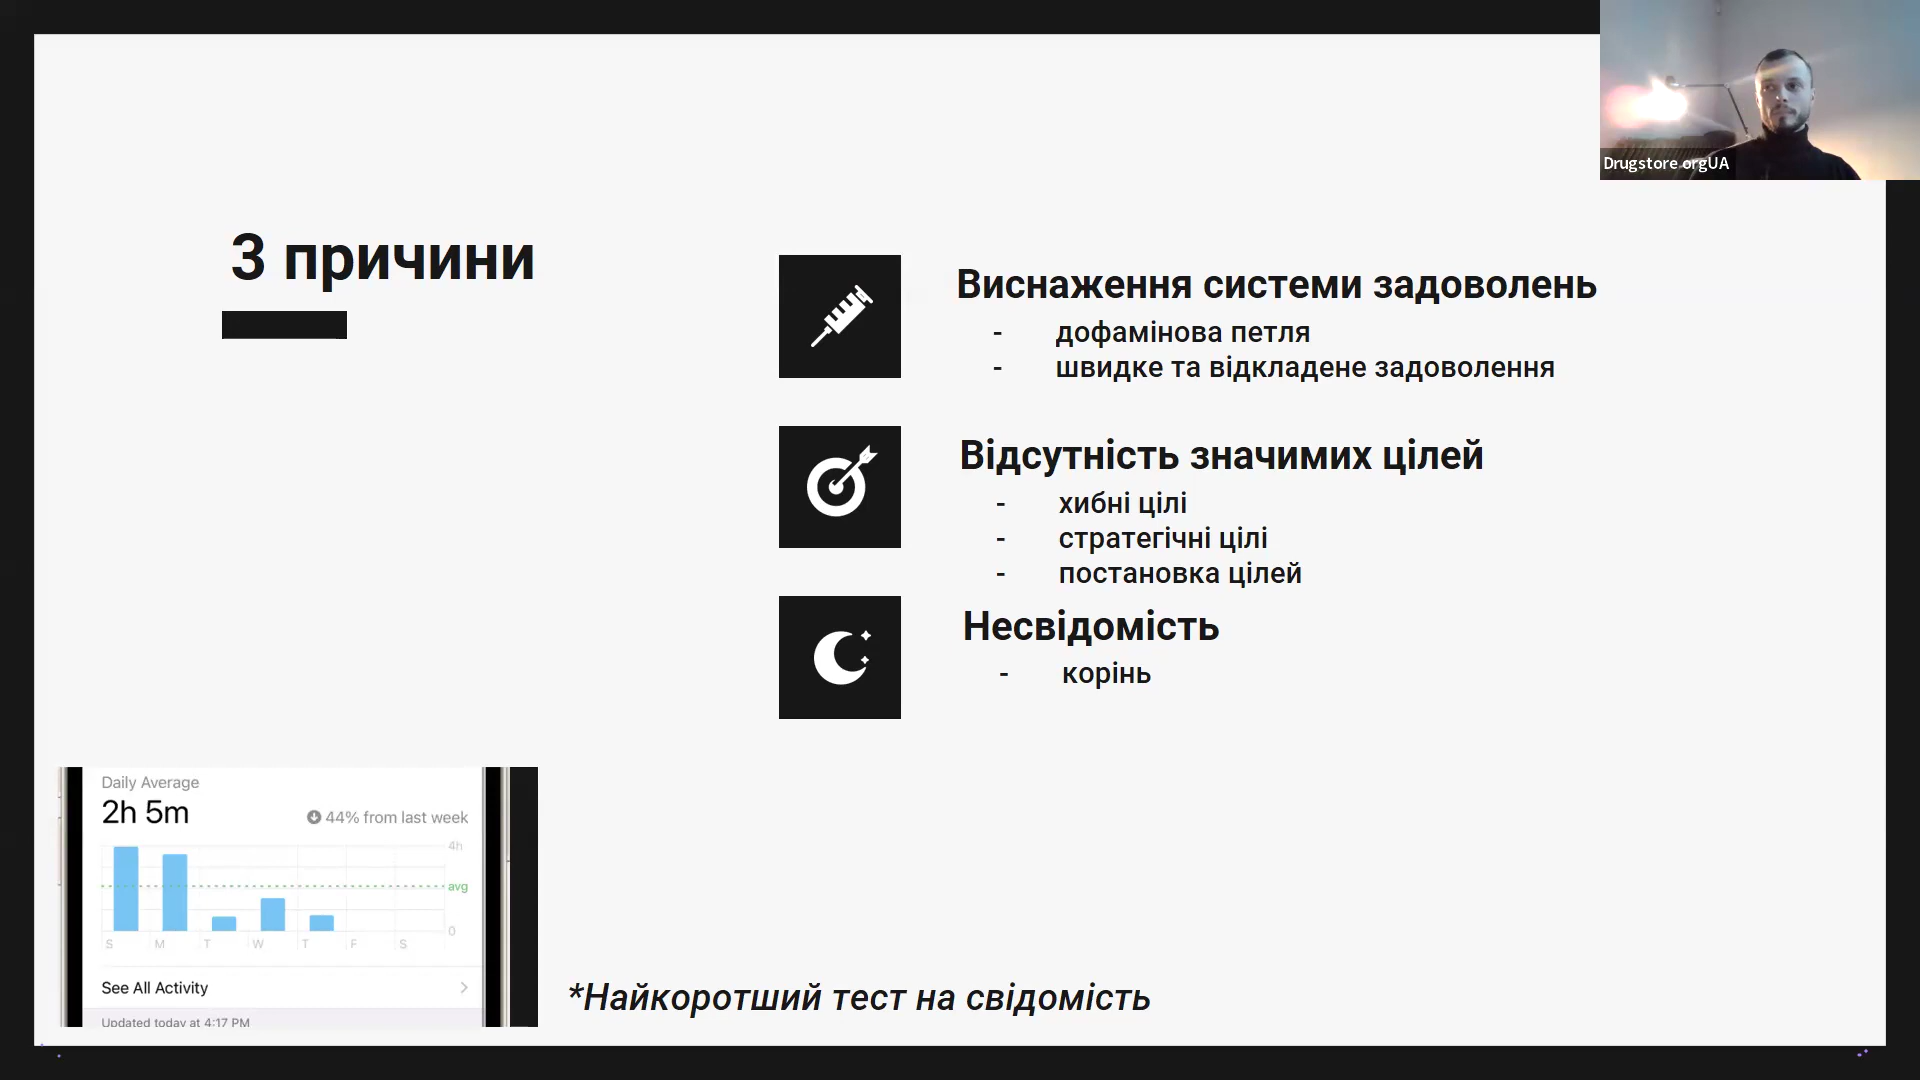 Drugstore orgUA
3 причини
Виснаження системи задоволень
- дофамінова петля
- швидке та відкладене задоволення
Відсутність значимих цілей
- хибні цілі
- стратегічні цілі
- постановка цілей
Несвідомість
- корінь
Daily Average
2h 5m
44% from last week
4h
avg
0
S M T W T F S
See All Activity
Updated today at 4:17 PM
*Найкоротший тест на свідомість